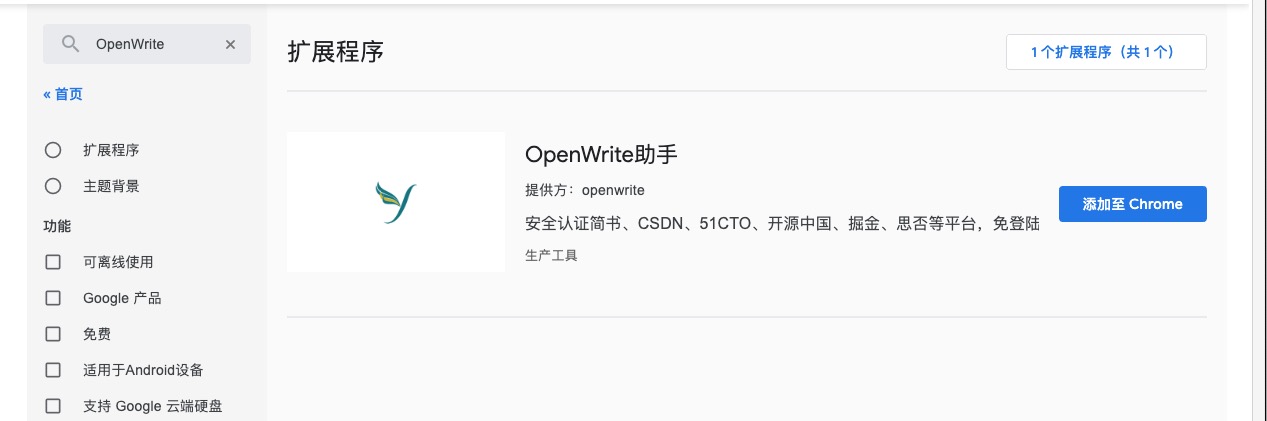 OpenWrite
« 首页
扩展程序
主题背景
功能
可离线使用
Google 产品
免费
适用于Android设备
支持 Google 云端硬盘
扩展程序
1 个扩展程序（共 1 个）
OpenWrite助手
提供方：openwrite
安全认证简书、CSDN、51CTO、开源中国、掘金、思否等平台，免登陆
生产工具
添加至 Chrome